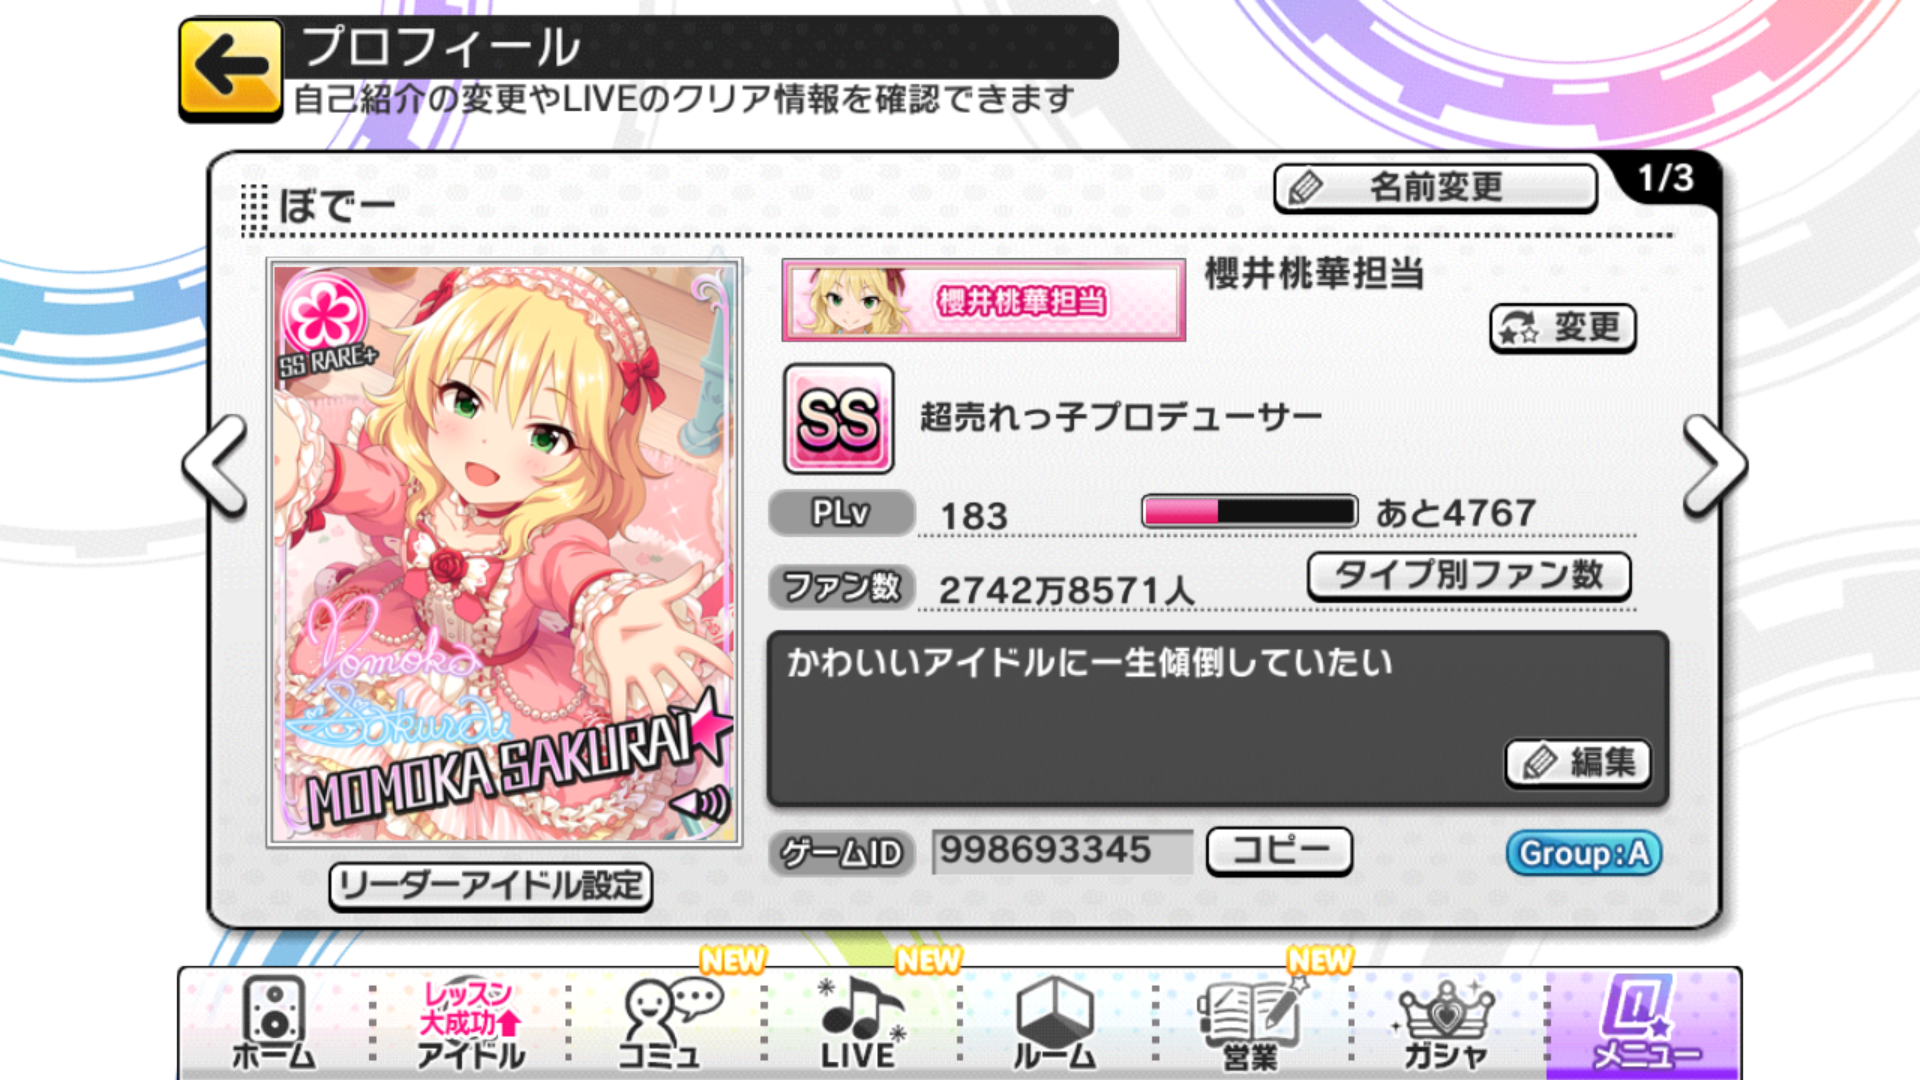 プロフィール
自己紹介の変更やLIVEのクリア情報を確認できます
ぼでー
名前変更
1/3
SS RARE+
Momoka
Sakurai
MOMOKA SAKURAI
リーダーアイドル設定
櫻井桃華担当
櫻井桃華担当
変更
SS
超売れっ子プロデューサー
PLv
183
あと4767
ファン数
2742万8571人
タイプ別ファン数
かわいいアイドルに一生傾倒していたい
編集
ゲームID
998693345
コピー
Group:A
ホーム
レッスン
大成功
アイドル
NEW
コミュ
NEW
LIVE
ルーム
NEW
営業
ガシャ
メニュー